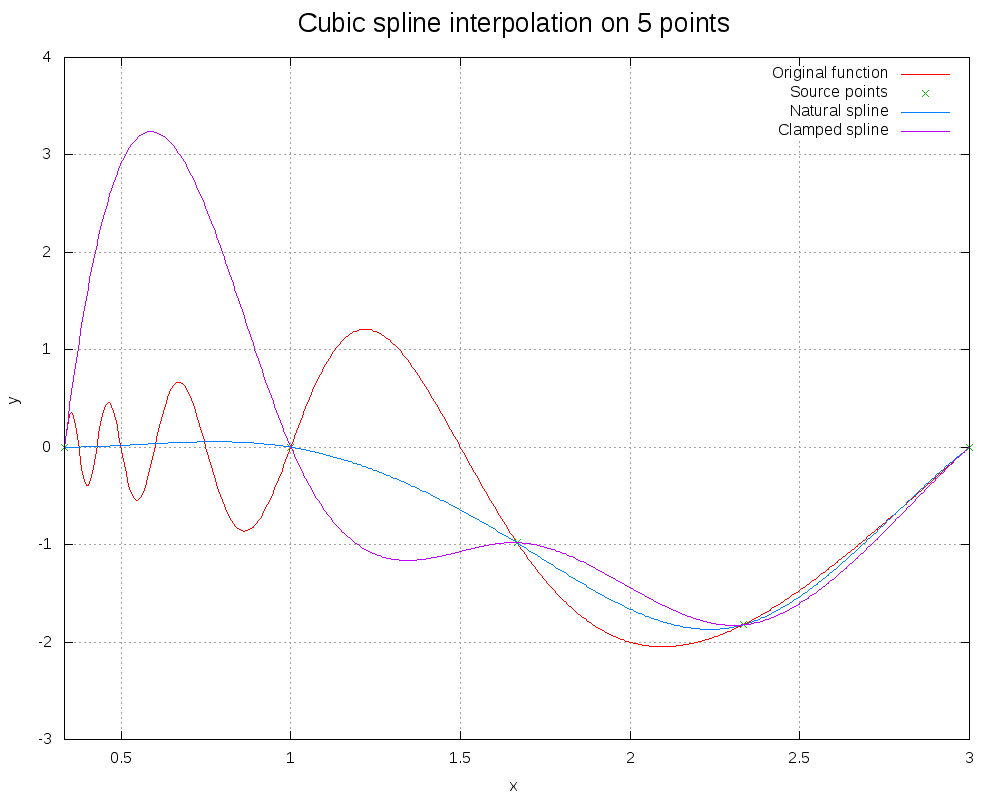 Cubic spline interpolation on 5 points
4
3
2
1
0
-1
-2
-3
y
Original function
Source points
Natural spline
Clamped spline
0.5 1 1.5 2 2.5 3
x